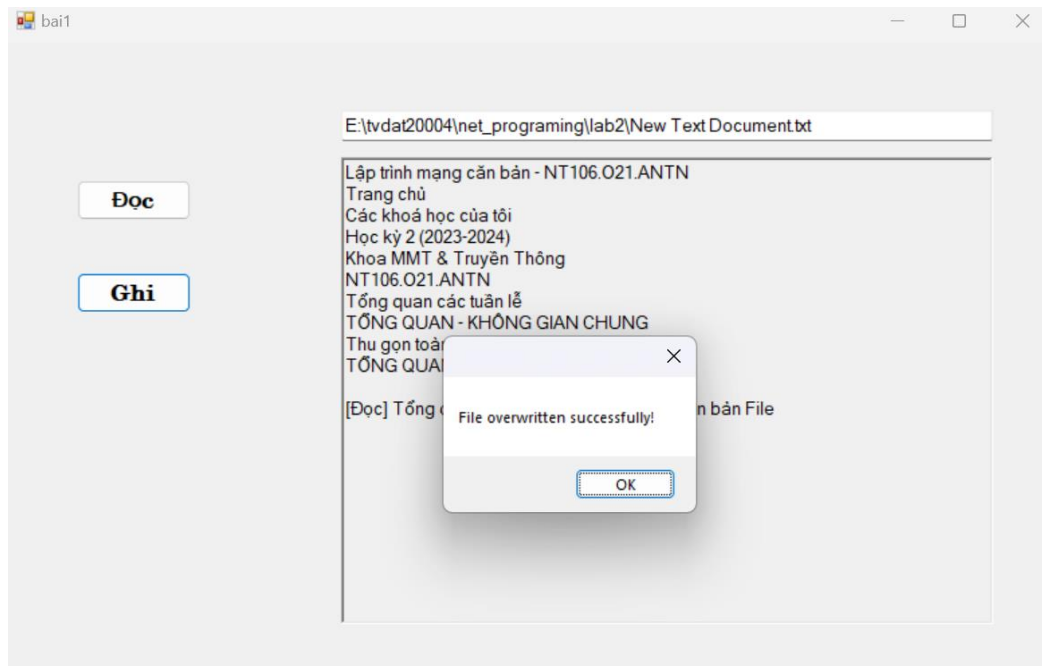 bai1
E:\tvdat20004\net_programing\lab2\New Text Document.txt
Đọc
Ghi
Lập trình mạng căn bản - NT106.O21.ANTN
Trang chủ
Các khoá học của tôi
Học kỳ 2 (2023-2024)
Khoa MMT & Truyền Thông
NT106.O21.ANTN
Tổng quan các tuần lễ
TỔNG QUAN - KHÔNG GIAN CHUNG
Thu gọn
TỔNG
[Đọc] Tổng bản File
File overwritten successfully!
OK